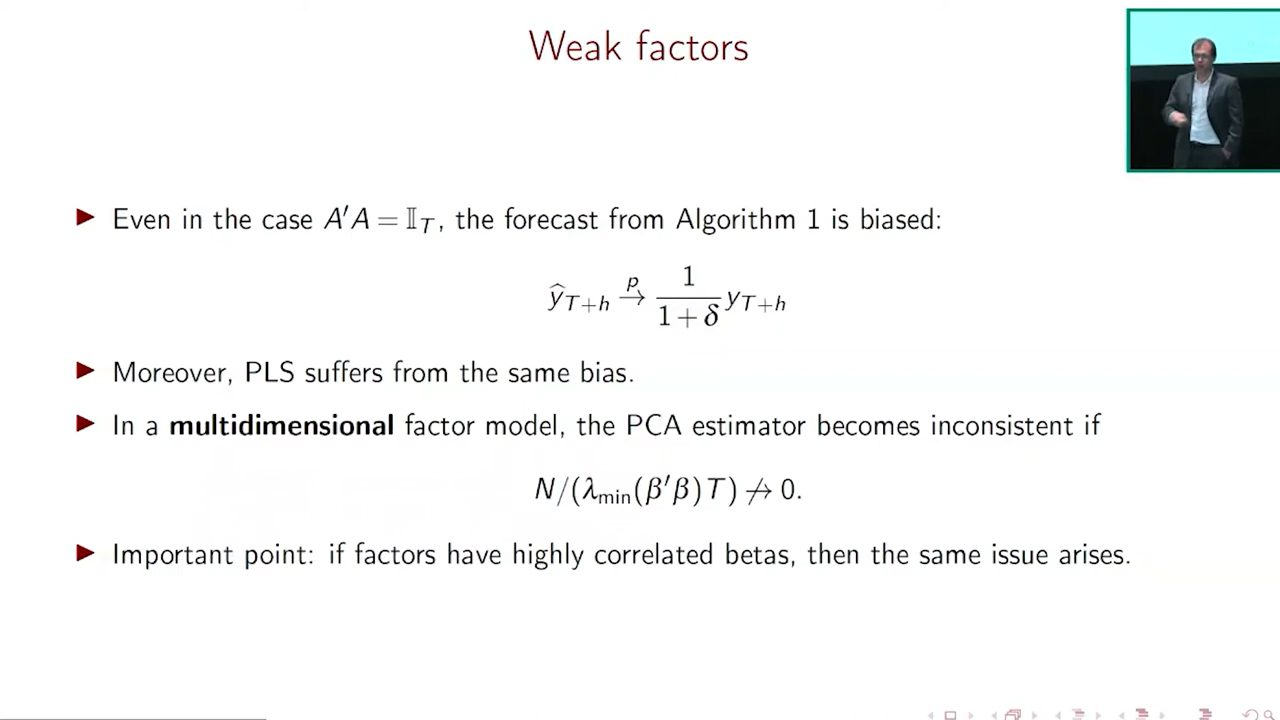 Weak factors
▶ Even in the case A′A = 𝕀_T, the forecast from Algorithm 1 is biased:
ŷ_{T+h} →^p \frac{1}{1+δ} y_{T+h}
▶ Moreover, PLS suffers from the same bias.
▶ In a multidimensional factor model, the PCA estimator becomes inconsistent if
N/(λ_min(β′β)T) ↛ 0.
▶ Important point: if factors have highly correlated betas, then the same issue arises.